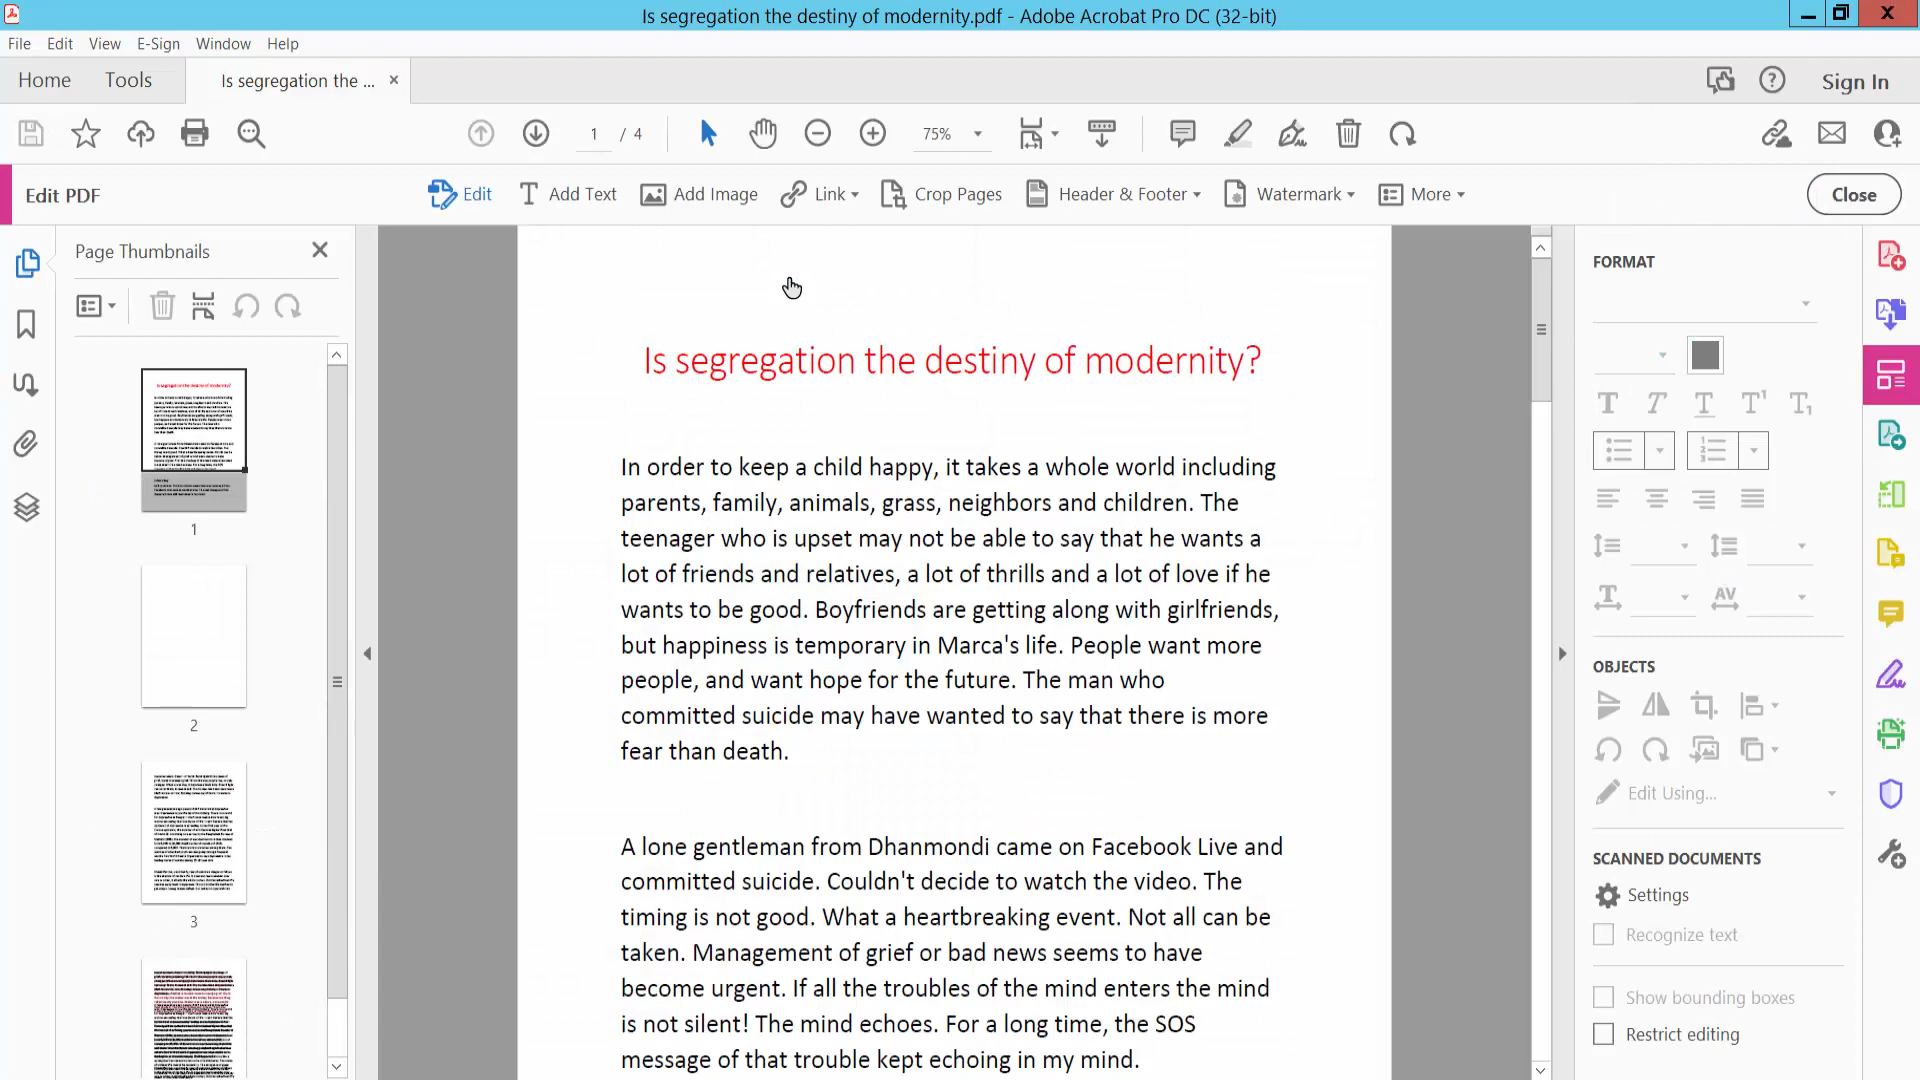 Is segregation the destiny of modernity.pdf - Adobe Acrobat Pro DC (32-bit)
File Edit View E-Sign Window Help
Home Tools Is segregation the ... × Sign In
1 / 4 75%
Edit PDF Edit Add Text Add Image Link Crop Pages Header & Footer Watermark More Close
Page Thumbnails
1
2
3
Is segregation the destiny of modernity?
In order to keep a child happy, it takes a whole world including
parents, family, animals, grass, neighbors and children. The
teenager who is upset may not be able to say that he wants a
lot of friends and relatives, a lot of thrills and a lot of love if he
wants to be good. Boyfriends are getting along with girlfriends,
but happiness is temporary in Marca's life. People want more
people, and want hope for the future. The man who
committed suicide may have wanted to say that there is more
fear than death.
A lone gentleman from Dhanmondi came on Facebook Live and
committed suicide. Couldn't decide to watch the video. The
timing is not good. What a heartbreaking event. Not all can be
taken. Management of grief or bad news seems to have
become urgent. If all the troubles of the mind enters the mind
is not silent! The mind echoes. For a long time, the SOS
message of that trouble kept echoing in my mind.
FORMAT
OBJECTS
Edit Using...
SCANNED DOCUMENTS
Settings
Recognize text
Show bounding boxes
Restrict editing